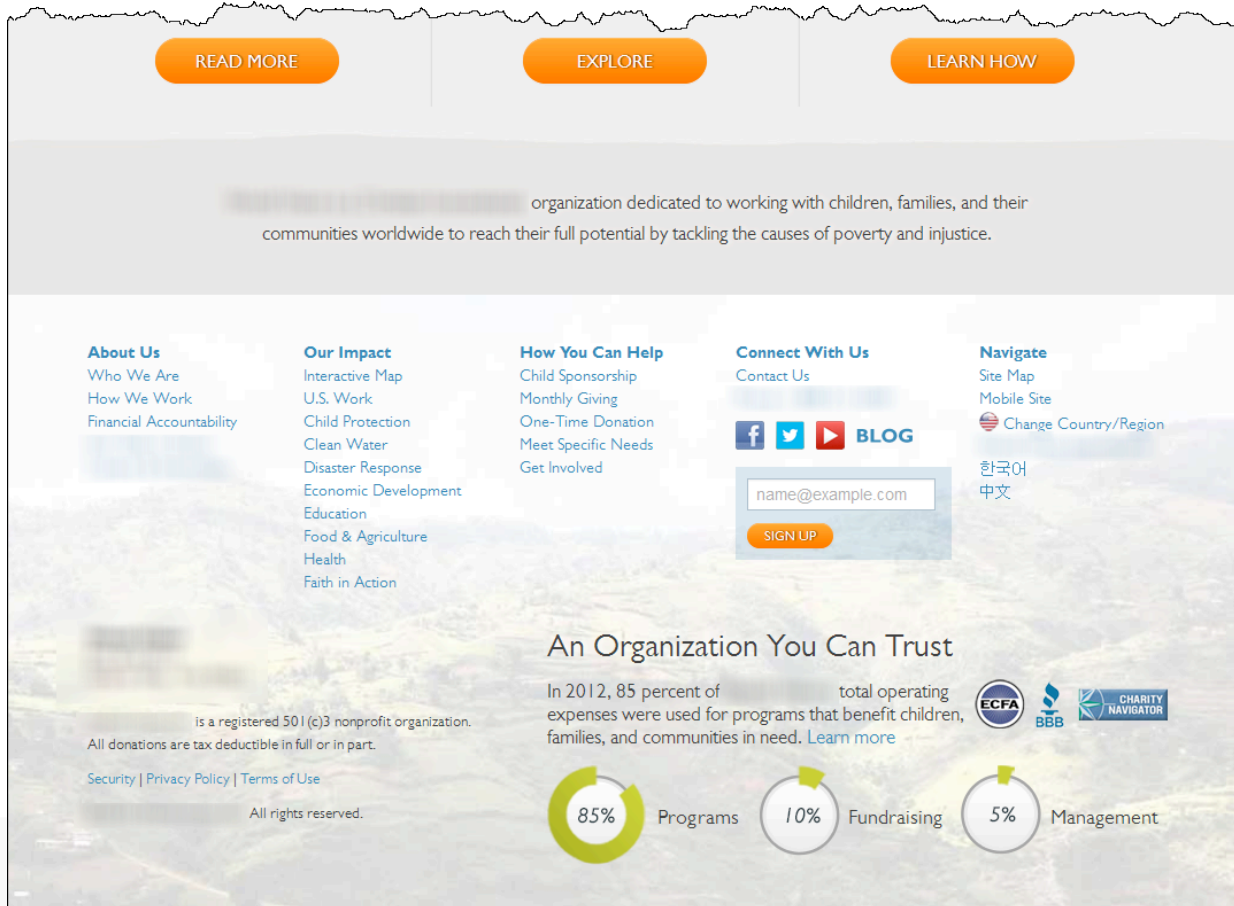 READ MORE
EXPLORE
LEARN HOW
organization dedicated to working with children, families, and their
communities worldwide to reach their full potential by tackling the causes of poverty and injustice.
About Us
Who We Are
How We Work
Financial Accountability
Our Impact
Interactive Map
U.S. Work
Child Protection
Clean Water
Disaster Response
Economic Development
Education
Food & Agriculture
Health
Faith in Action
How You Can Help
Child Sponsorship
Monthly Giving
One-Time Donation
Meet Specific Needs
Get Involved
Connect With Us
Contact Us
f
BLOG
name@example.com
SIGN UP
Navigate
Site Map
Mobile Site
Change Country/Region
한국어
中文
is a registered 501(c)3 nonprofit organization.
All donations are tax deductible in full or in part.
Security | Privacy Policy | Terms of Use
All rights reserved.
An Organization You Can Trust
In 2012, 85 percent of total operating
expenses were used for programs that benefit children,
families, and communities in need. Learn more
ECFA
BBB
CHARITY
NAVIGATOR
85% Programs
10% Fundraising
5% Management